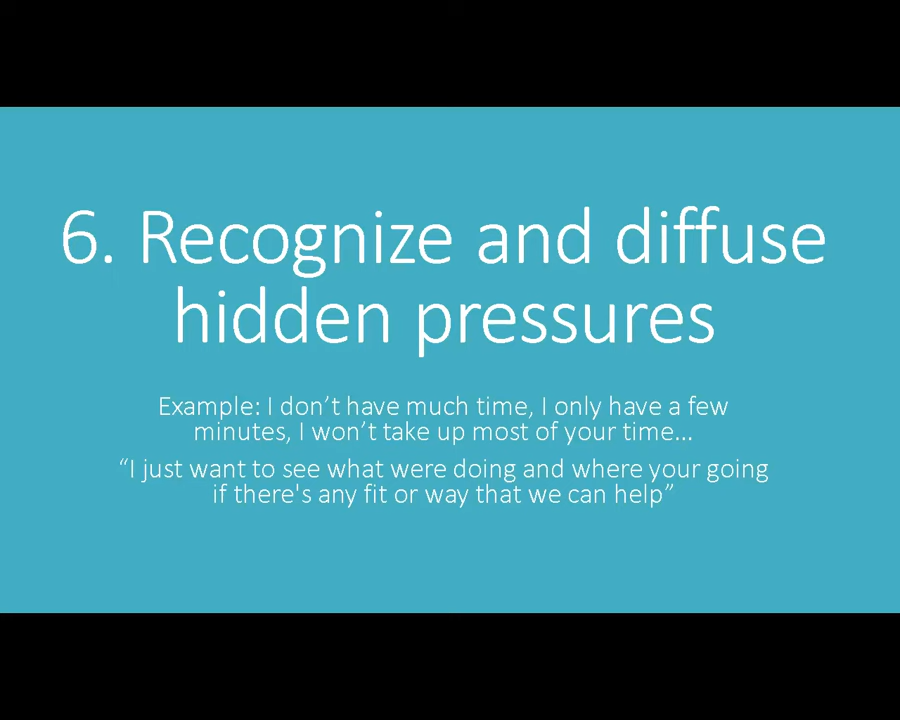 6. Recognize and diffuse
hidden pressures
Example: I don’t have much time, I only have a few
minutes, I won’t take up most of your time…
“I just want to see what were doing and where your going
if there's any fit or way that we can help”